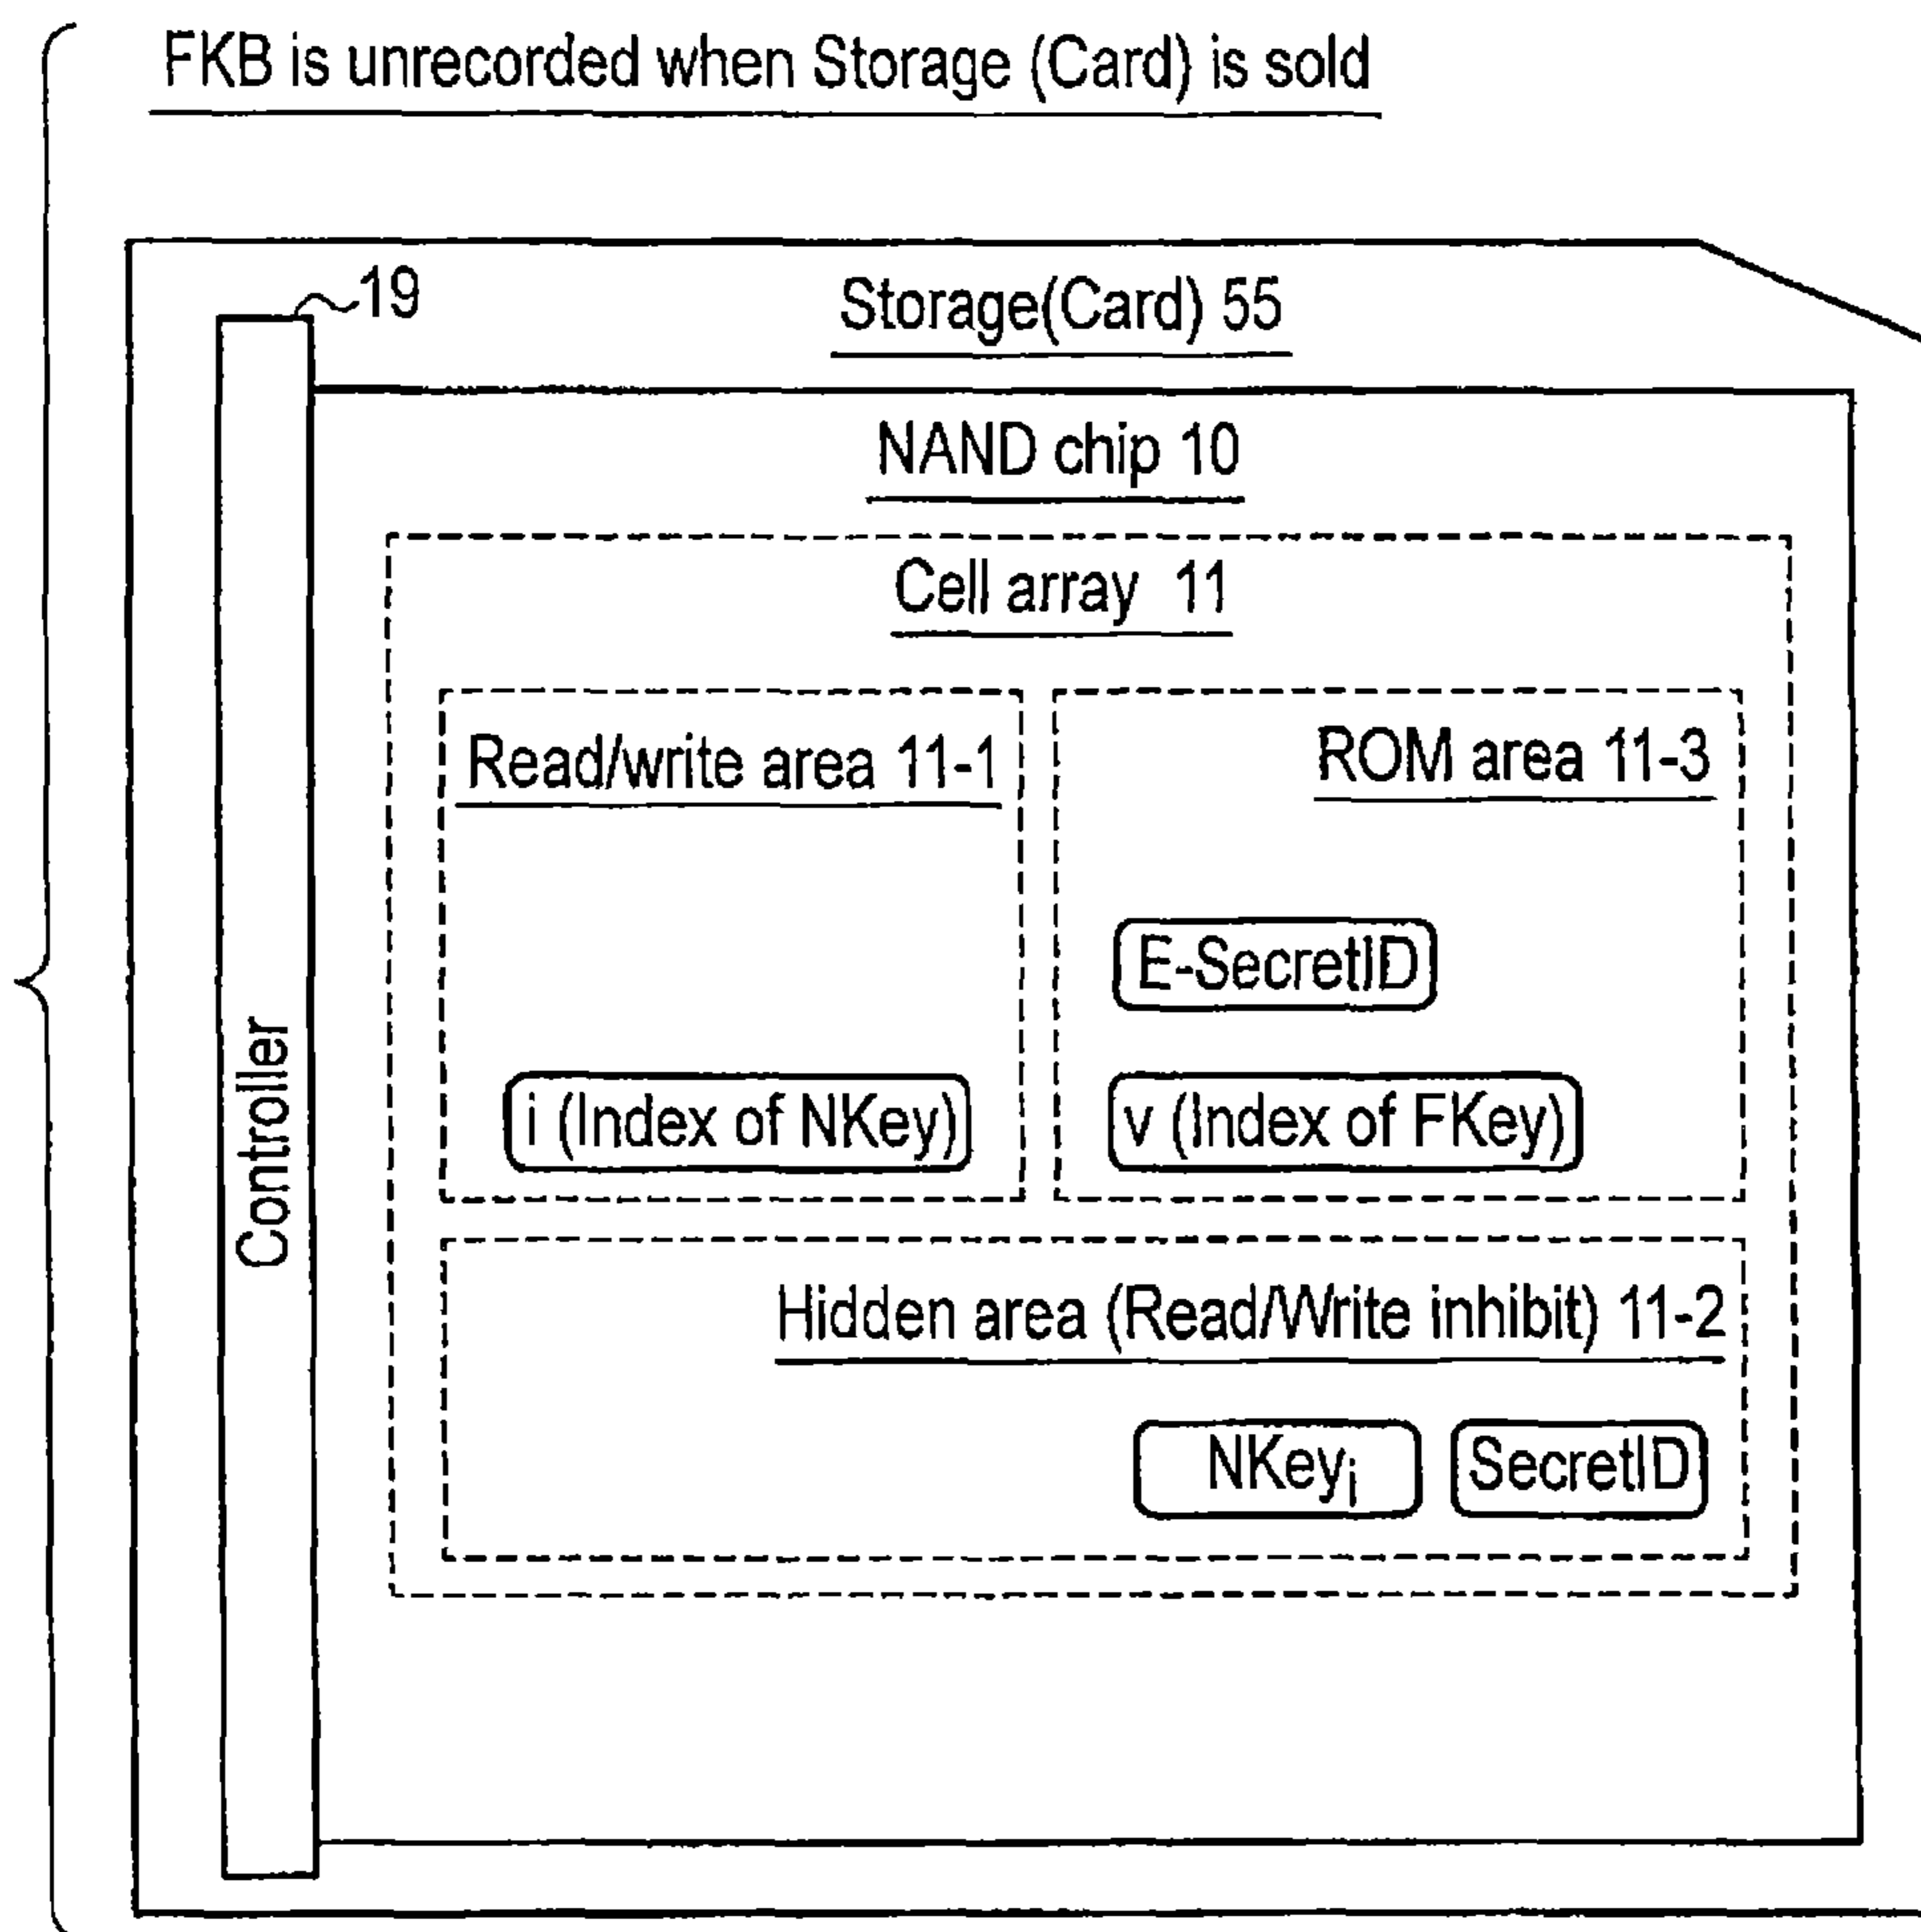 FKB is unrecorded when Storage (Card) is sold
19
Storage(Card) 55
NAND chip 10
Cell array 11
Read/write area 11-1
ROM area 11-3
E-SecretID
i (Index of NKey)
v (Index of FKey)
Controller
Hidden area (Read/Write inhibit) 11-2
NKeyi
SecretID